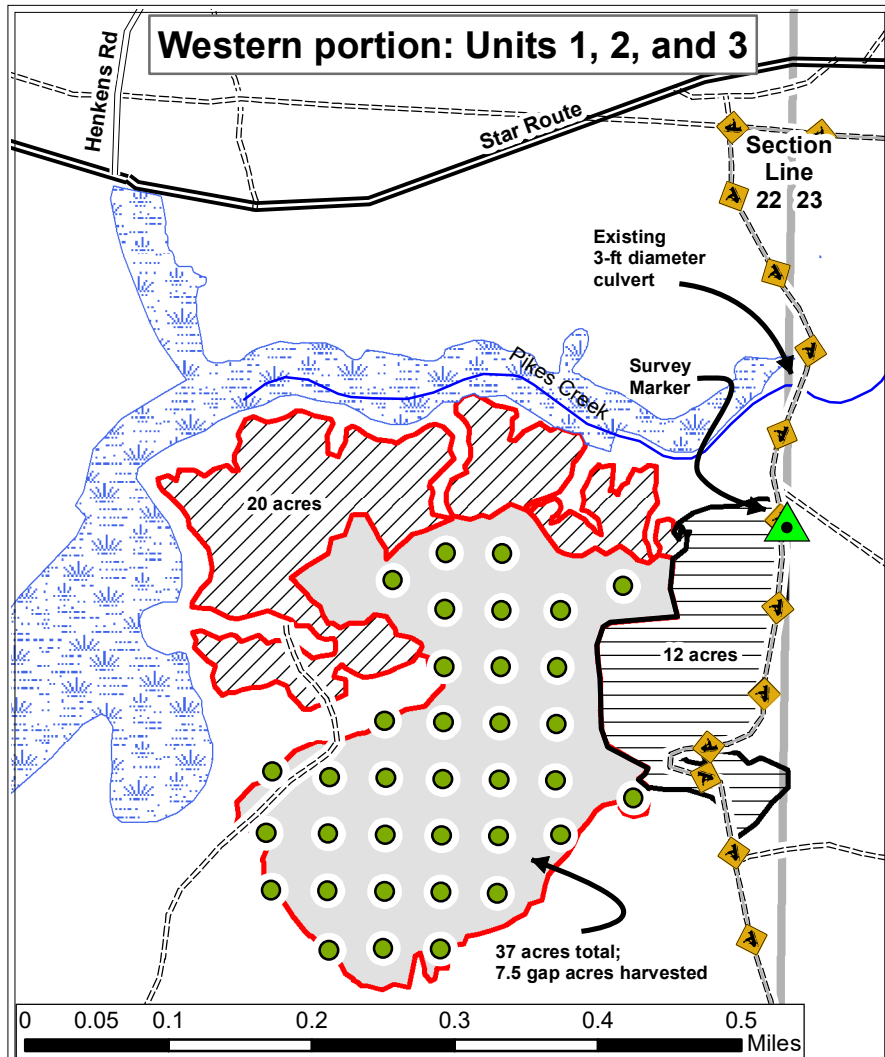 Western portion: Units 1, 2, and 3
Henkens Rd
Star Route
Section
Line
22 23
Existing
3-ft diameter
culvert
Survey
Marker
Pikes Creek
20 acres
12 acres
37 acres total;
7.5 gap acres harvested
0 0.05 0.1 0.2 0.3 0.4 0.5
Miles